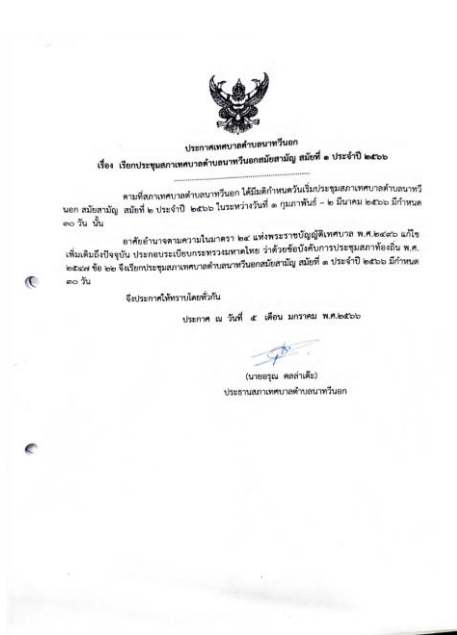 ประกาศเทศบาลตำบลนาทวีนอก
เรื่อง เรียกประชุมสภาเทศบาลตำบลนาทวีนอกสมัยสามัญ สมัยที่ ๑ ประจำปี ๒๕๖๖
ตามที่สภาเทศบาลตำบลนาทวีนอก ได้มีมติกำหนดวันเริ่มประชุมสภาเทศบาลตำบลนาทวี
นอก สมัยสามัญ สมัยที่ ๒ ประจำปี ๒๕๖๖ ในระหว่างวันที่ ๑ กุมภาพันธ์ – ๒ มีนาคม ๒๕๖๖ มีกำหนด
๓๐ วัน นั้น
อาศัยอำนาจตามความในมาตรา ๒๔ แห่งพระราชบัญญัติเทศบาล พ.ศ.๒๔๙๖ แก้ไข
เพิ่มเติมถึงปัจจุบัน ประกอบระเบียบกระทรวงมหาดไทย ว่าด้วยข้อบังคับการประชุมสภาท้องถิ่น พ.ศ.
๒๕๔๗ ข้อ ๒๒ จึงเรียกประชุมสภาเทศบาลตำบลนาทวีนอกสมัยสามัญ สมัยที่ ๑ ประจำปี ๒๕๖๖ มีกำหนด
๓๐ วัน
จึงประกาศให้ทราบโดยทั่วกัน
ประกาศ ณ วันที่ ๕ เดือน มกราคม พ.ศ.๒๕๖๖
(นายอรุณ คลล่าเต๊ะ)
ประธานสภาเทศบาลตำบลนาทวีนอก